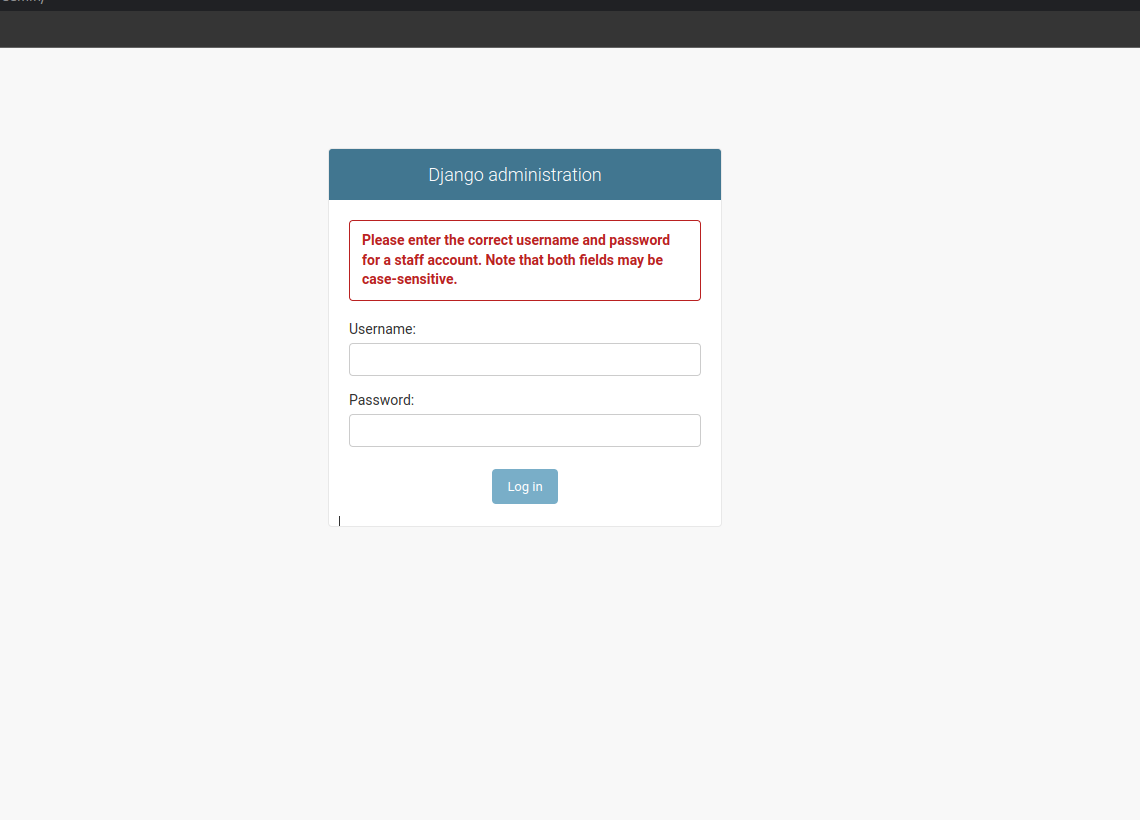 Django administration
Please enter the correct username and password
for a staff account. Note that both fields may be
case-sensitive.
Username:
Password:
Log in